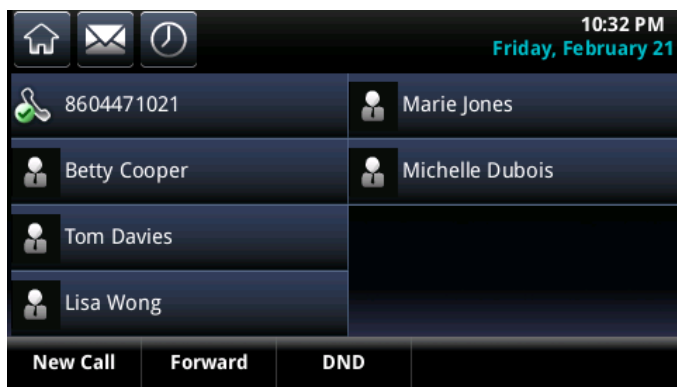 10:32 PM
Friday, February 21
8604471021
Marie Jones
Betty Cooper
Michelle Dubois
Tom Davies
Lisa Wong
New Call Forward DND